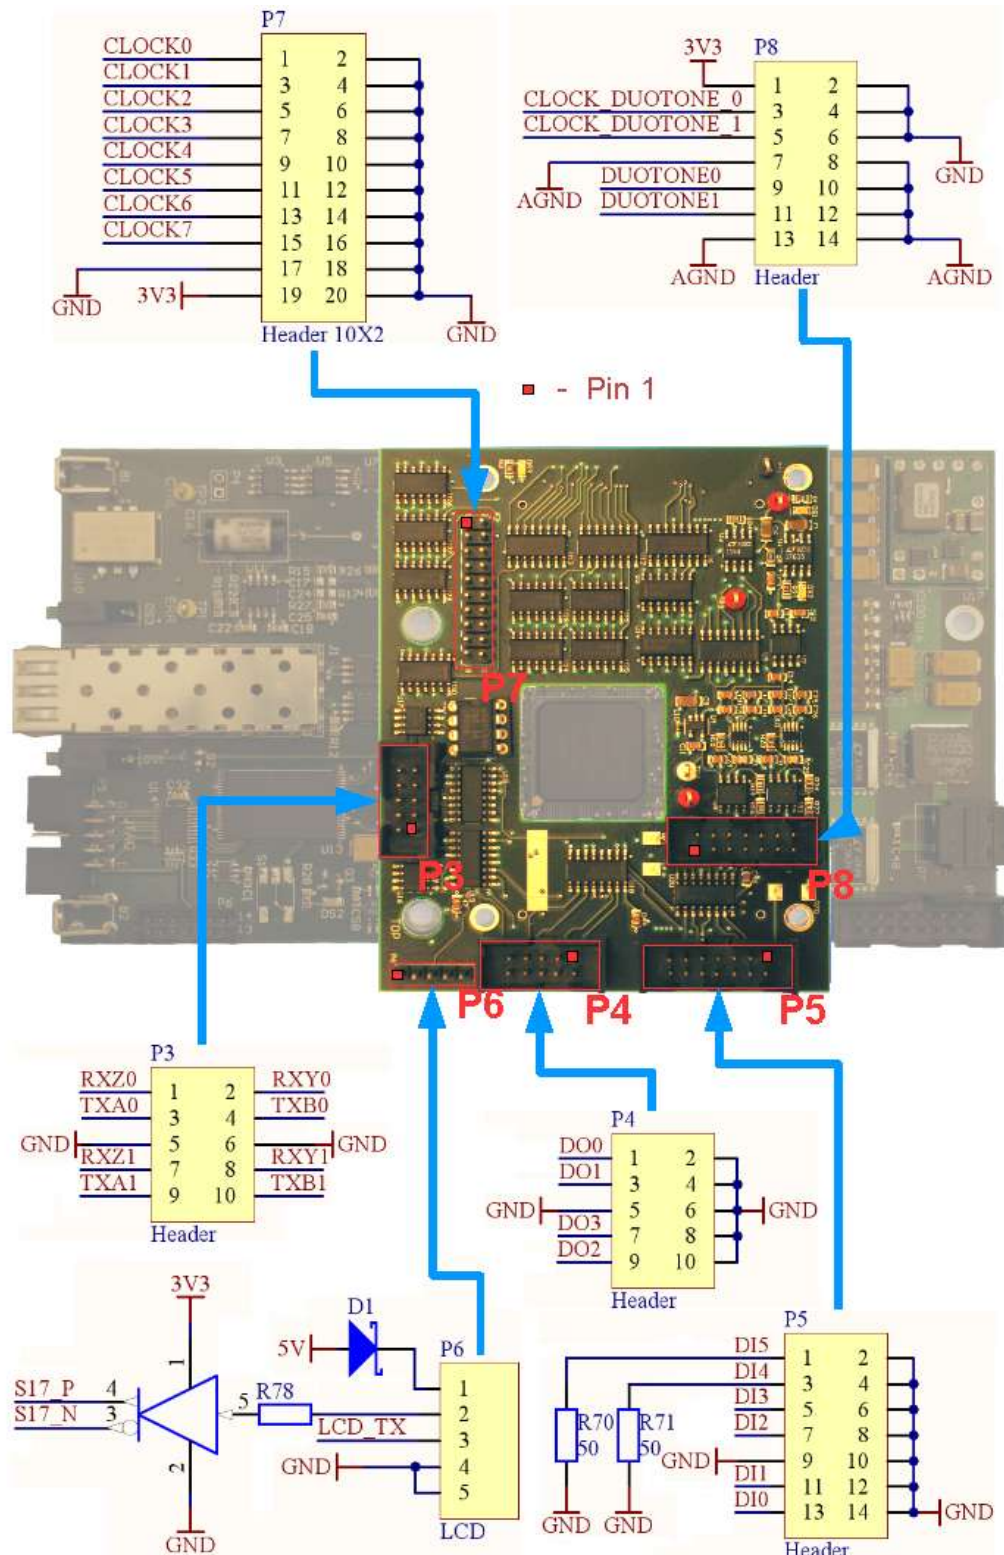 P7
CLOCK0
CLOCK1
CLOCK2
CLOCK3
CLOCK4
CLOCK5
CLOCK6
CLOCK7
GND
3V3
1 2
3 4
5 6
7 8
9 10
11 12
13 14
15 16
17 18
19 20
GND
Header 10X2
P8
3V3
CLOCK_DUOTONE_0
CLOCK_DUOTONE_1
AGND
DUOTONE0
DUOTONE1
AGND
1 2
3 4
5 6
7 8
9 10
11 12
13 14
GND
AGND
Header
- Pin 1
P7
P3
P8
TOP
P6
P4
P5
P3
RXZ0 1 2 RXY0
TXA0 3 4 TXB0
GND 5 6 GND
RXZ1 7 8 RXY1
TXA1 9 10 TXB1
Header
P4
DO0 1 2
DO1 3 4
GND 5 6 GND
DO3 7 8
DO2 9 10
Header
3V3
1
S17_P 4
S17_N 3
5 R78
2
GND
D1
5V
P6
1
2
LCD_TX 3
GND 4
5
LCD
P5
DI5 1 2
DI4 3 4
DI3 5 6
DI2 7 8
GND 9 10
DI1 11 12
DI0 13 14 GND
R70
50
R71
50
GND GND
Header